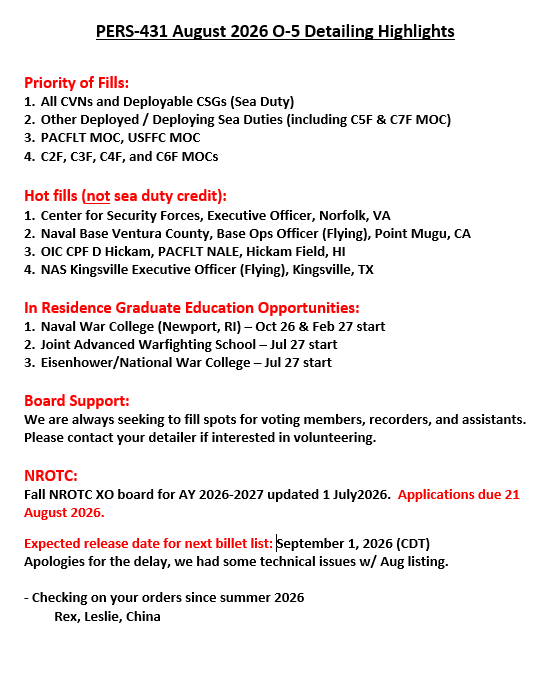 PERS-431 August 2026 O-5 Detailing Highlights
Priority of Fills:
1. All CVNs and Deployable CSGs (Sea Duty)
2. Other Deployed / Deploying Sea Duties (including C5F & C7F MOC)
3. PACFLT MOC, USFFC MOC
4. C2F, C3F, C4F, and C6F MOCs
Hot fills (not sea duty credit):
1. Center for Security Forces, Executive Officer, Norfolk, VA
2. Naval Base Ventura County, Base Ops Officer (Flying), Point Mugu, CA
3. OIC CPF D Hickam, PACFLT NALE, Hickam Field, HI
4. NAS Kingsville Executive Officer (Flying), Kingsville, TX
In Residence Graduate Education Opportunities:
1. Naval War College (Newport, RI) – Oct 26 & Feb 27 start
2. Joint Advanced Warfighting School – Jul 27 start
3. Eisenhower/National War College – Jul 27 start
Board Support:
We are always seeking to fill spots for voting members, recorders, and assistants.
Please contact your detailer if interested in volunteering.
NROTC:
Fall NROTC XO board for AY 2026-2027 updated 1 July2026. Applications due 21
August 2026.
Expected release date for next billet list: September 1, 2026 (CDT)
Apologies for the delay, we had some technical issues w/ Aug listing.
- Checking on your orders since summer 2026
Rex, Leslie, China